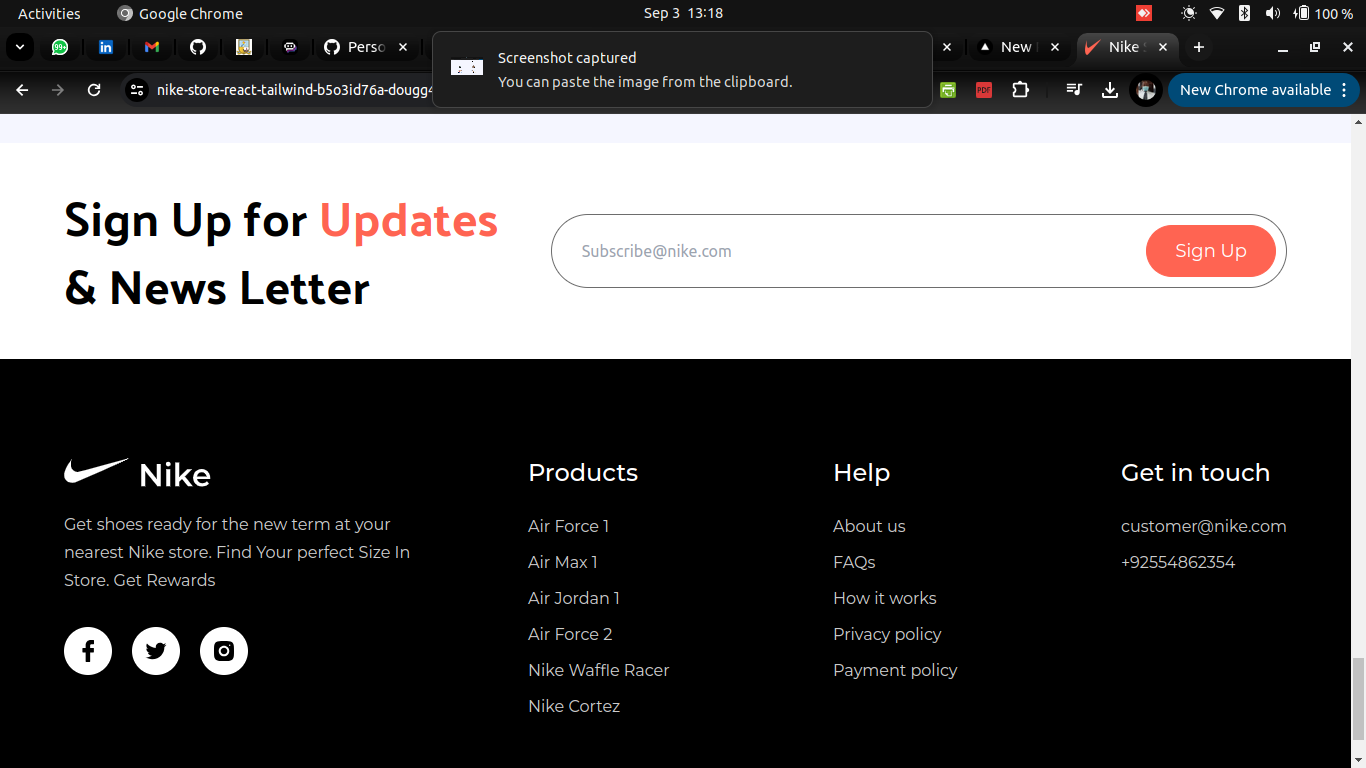 Activities
Google Chrome
Sep 3 13:18
100 %
99+
Perso
Screenshot captured
You can paste the image from the clipboard.
New
Nike
nike-store-react-tailwind-b5o3id76a-dougg4
PDF
New Chrome available
Sign Up for Updates
& News Letter
Subscribe@nike.com
Sign Up
Nike
Get shoes ready for the new term at your
nearest Nike store. Find Your perfect Size In
Store. Get Rewards
Products
Air Force 1
Air Max 1
Air Jordan 1
Air Force 2
Nike Waffle Racer
Nike Cortez
Help
About us
FAQs
How it works
Privacy policy
Payment policy
Get in touch
customer@nike.com
+92554862354